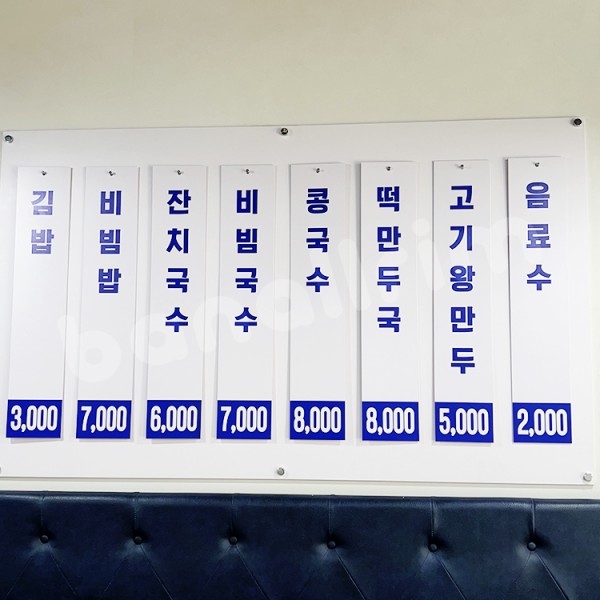 김밥
3,000
비빔밥
7,000
잔치국수
6,000
비빔국수
7,000
콩국수
8,000
떡만두국
8,000
고기왕만두
5,000
음료수
2,000